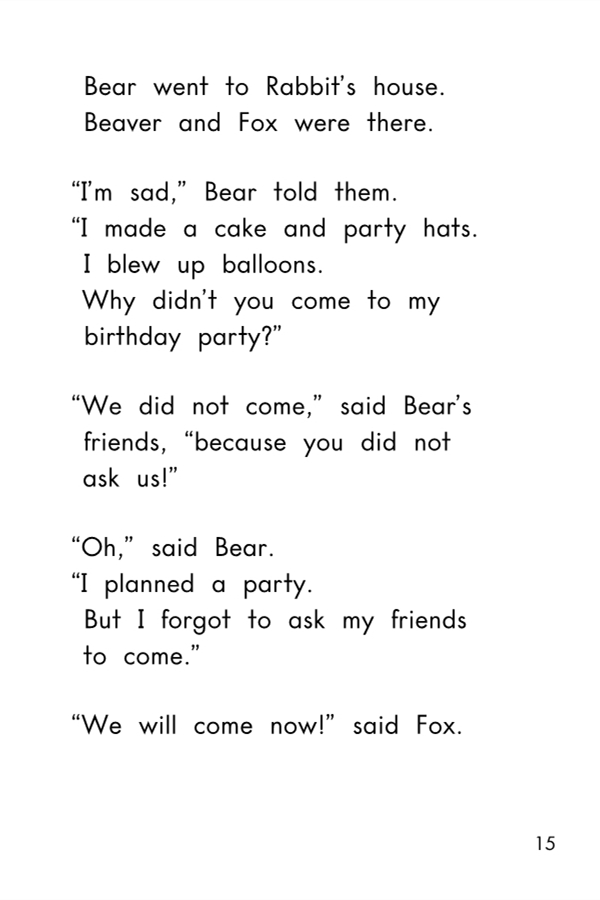 Bear went to Rabbit’s house.
Beaver and Fox were there.
“I’m sad,” Bear told them.
“I made a cake and party hats.
I blew up balloons.
Why didn’t you come to my
birthday party?”
“We did not come,” said Bear’s
friends, “because you did not
ask us!”
“Oh,” said Bear.
“I planned a party.
But I forgot to ask my friends
to come.”
“We will come now!” said Fox.
15